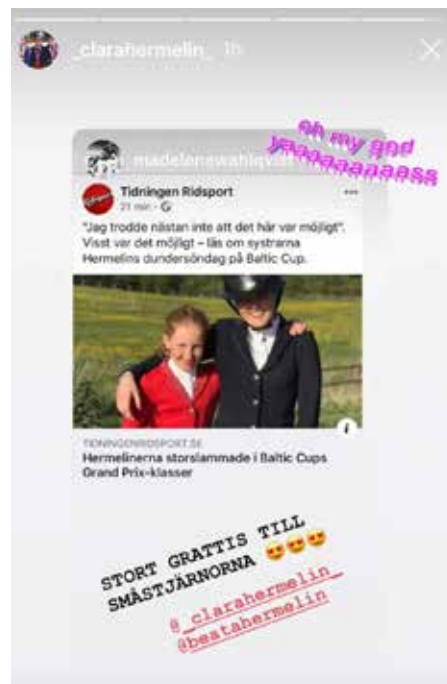 _clarahermelin_ 1h
oh my god
yaaaaaaaaaass
madelenewahlqvist
Tidningen Ridsport
21 min
"Jag trodde nästan inte att det här var möjligt".
Visst var det möjligt – läs om systrarna
Hermelins dundersöndag på Baltic Cup.
TIDNINGENRIDSPORT.SE
Hermelinerna storslammade i Baltic Cups
Grand Prix-klasser
STORT GRATTIS TILL
SMÅSTJÄRNORNA 😍😍😍
@_clarahermelin_
@beatahermelin